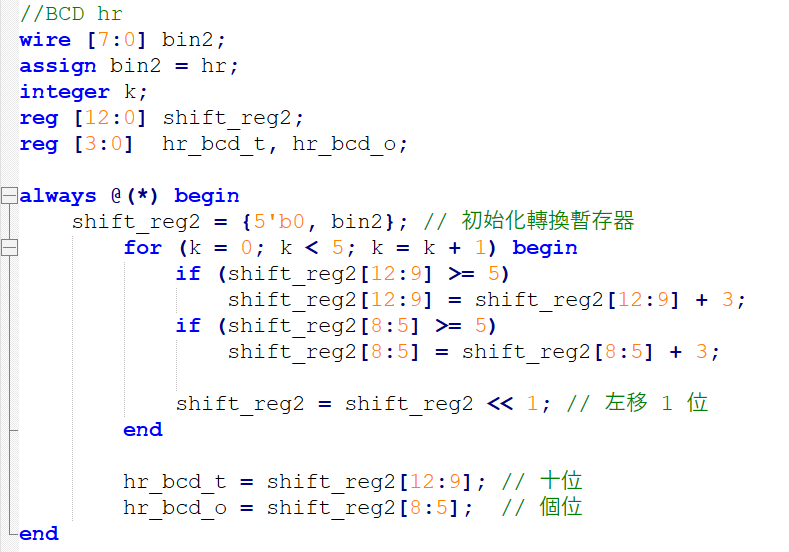 //BCD hr
wire [7:0] bin2;
assign bin2 = hr;
integer k;
reg [12:0] shift_reg2;
reg [3:0]  hr_bcd_t, hr_bcd_o;

always @(*) begin
    shift_reg2 = {5'b0, bin2}; // 初始化轉換暫存器
        for (k = 0; k < 5; k = k + 1) begin
            if (shift_reg2[12:9] >= 5)
                shift_reg2[12:9] = shift_reg2[12:9] + 3;
            if (shift_reg2[8:5] >= 5)
                shift_reg2[8:5] = shift_reg2[8:5] + 3;

            shift_reg2 = shift_reg2 << 1; // 左移 1 位
        end

        hr_bcd_t = shift_reg2[12:9]; // 十位
        hr_bcd_o = shift_reg2[8:5];  // 個位
end